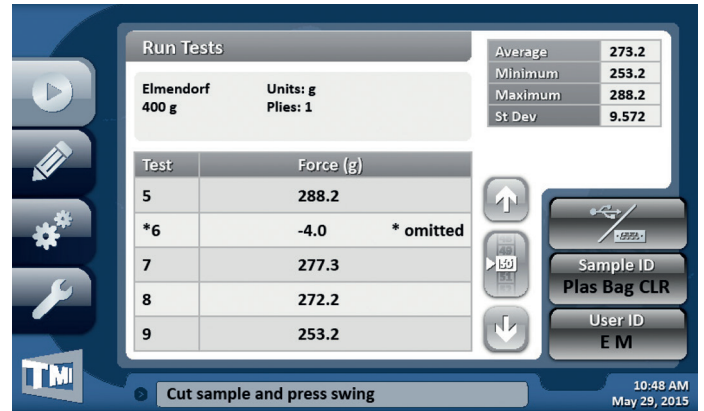 Run Tests
Elmendorf Units: g
400 g Plies: 1
Average 273.2
Minimum 253.2
Maximum 288.2
St Dev 9.572
Test Force (g)
5 288.2
*6 -4.0 * omitted
7 277.3
8 272.2
9 253.2
49
50
51
Sample ID
Plas Bag CLR
User ID
E M
TMI
Cut sample and press swing
10:48 AM
May 29, 2015